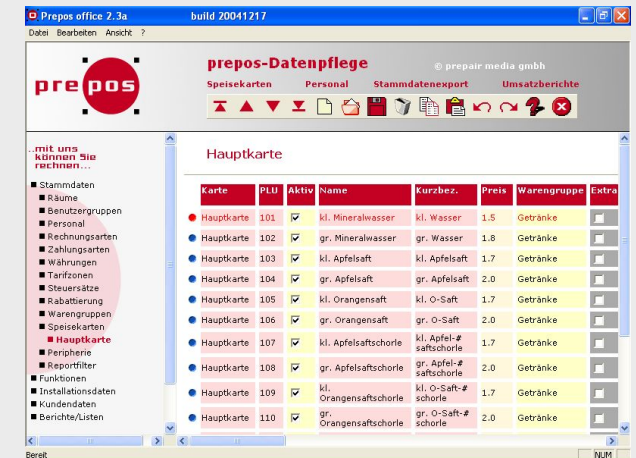 Prepos office 2.3a build 20041217
Datei Bearbeiten Ansicht ?
prepos
prepos-Datenpflege © prepair media gmbh
Speisekarten Personal Stammdatenexport Umsatzberichte
..mit uns
können Sie
rechnen...
Stammdaten
Räume
Benutzergruppen
Personal
Rechnungsarten
Zahlungsarten
Währungen
Tarifzonen
Steuersätze
Rabattierung
Warengruppen
Speisekarten
Hauptkarte
Peripherie
Reportfilter
Funktionen
Installationsdaten
Kundendaten
Berichte/Listen
Hauptkarte
Karte PLU Aktiv Name Kurzbez. Preis Warengruppe Extra
Hauptkarte 101 kl. Mineralwasser kl. Wasser 1.5 Getränke
Hauptkarte 102 gr. Mineralwasser gr. Wasser 1.8 Getränke
Hauptkarte 103 kl. Apfelsaft kl. Apfelsaft 1.7 Getränke
Hauptkarte 104 gr. Apfelsaft gr. Apfelsaft 2.0 Getränke
Hauptkarte 105 kl. Orangensaft kl. O-Saft 1.7 Getränke
Hauptkarte 106 gr. Orangensaft gr. O-Saft 2.0 Getränke
Hauptkarte 107 kl. Apfelsaftschorle kl. Apfel-# 1.7 Getränke
saftschorle
Hauptkarte 108 gr. Apfelsaftschorle gr. Apfel-# 2.0 Getränke
saftschorle
Hauptkarte 109 kl. kl. O-Saft-# 1.7 Getränke
Orangensaftschorle schorle
Hauptkarte 110 gr. gr. O-Saft-# 2.0 Getränke
Orangensaftschorle schorle
Bereit NUM